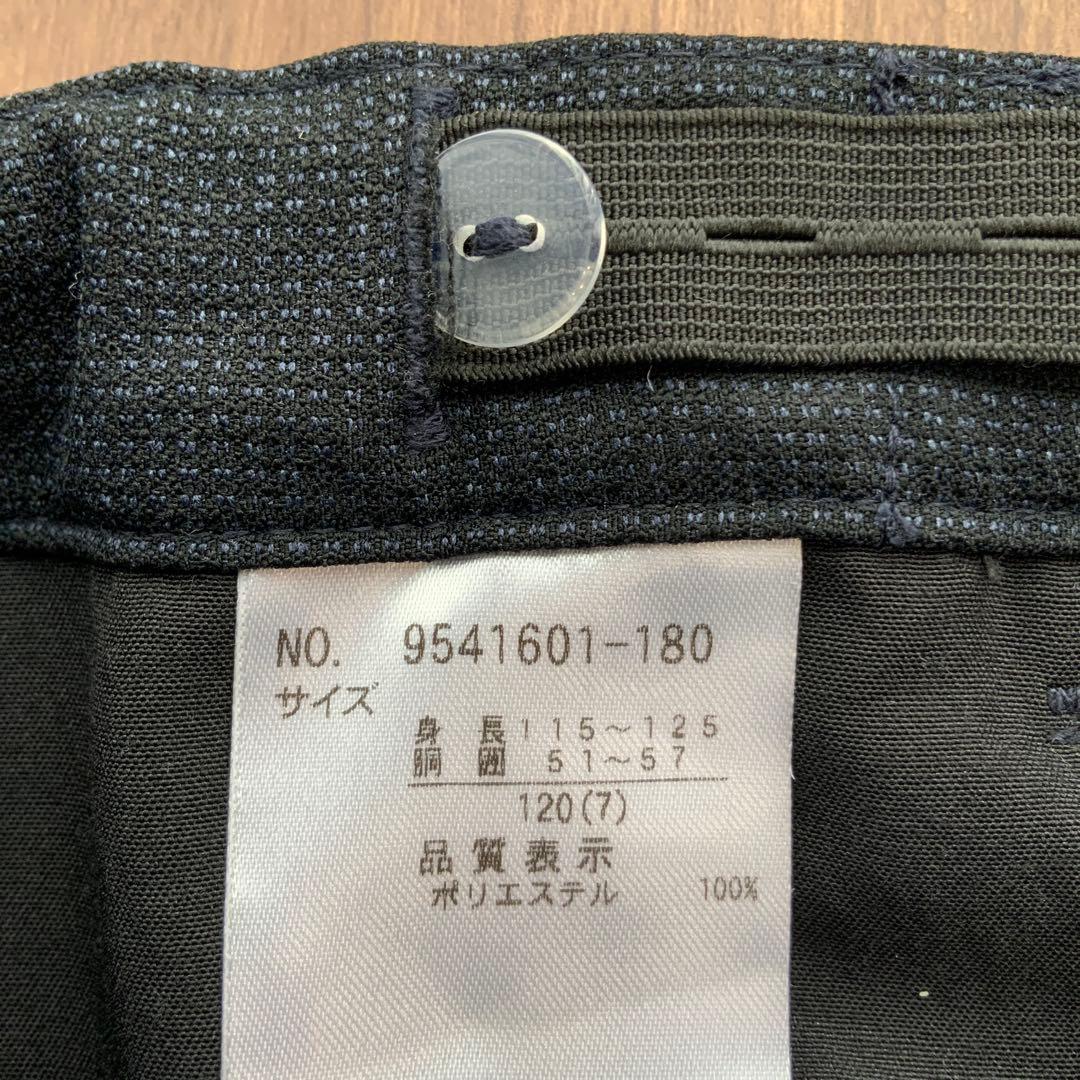 NO. 9541601-180
サイズ
身長 115～125
胴囲 51～57
120(7)
品質表示
ポリエステル 100%